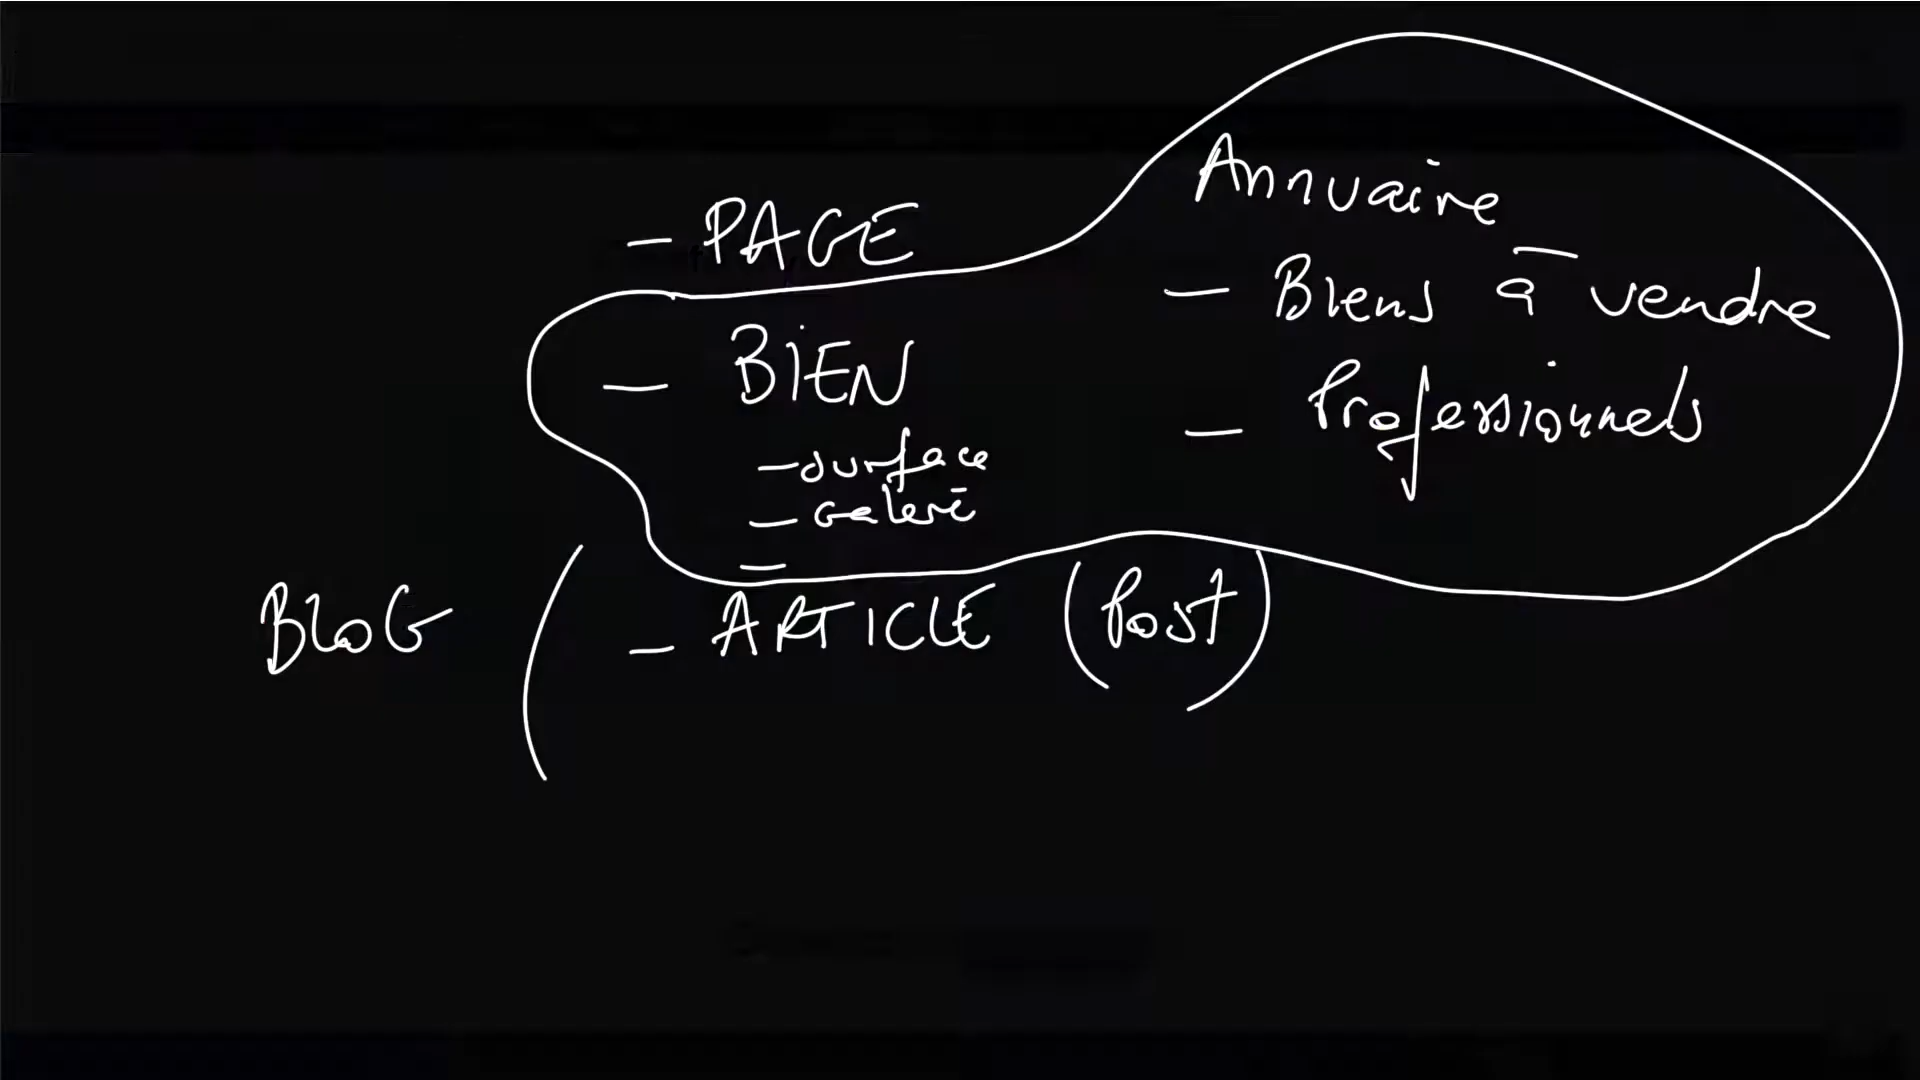 Annuaire
- PAGE
- Biens à vendre
- BiEN
- Professionnels
- surface
- Galerie
-
BLOG ( - ARTICLE (Post)